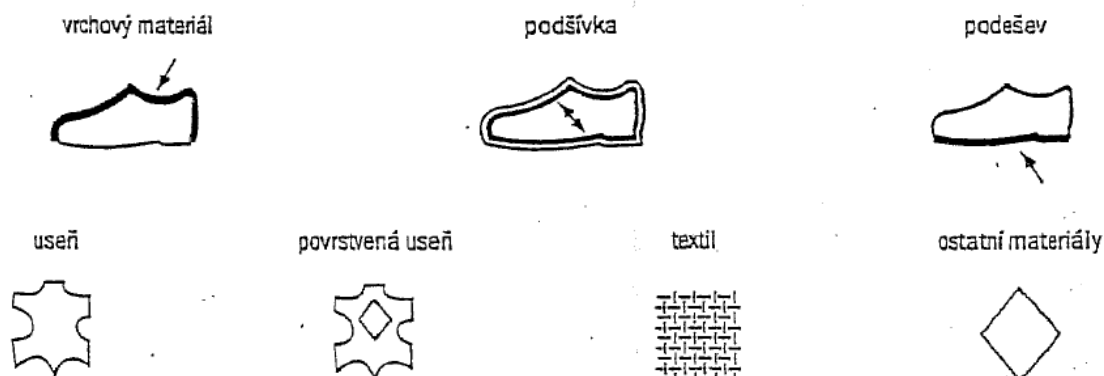 vrchový materiál podšívka podešev
useň povrstvená useň textil ostatní materiály